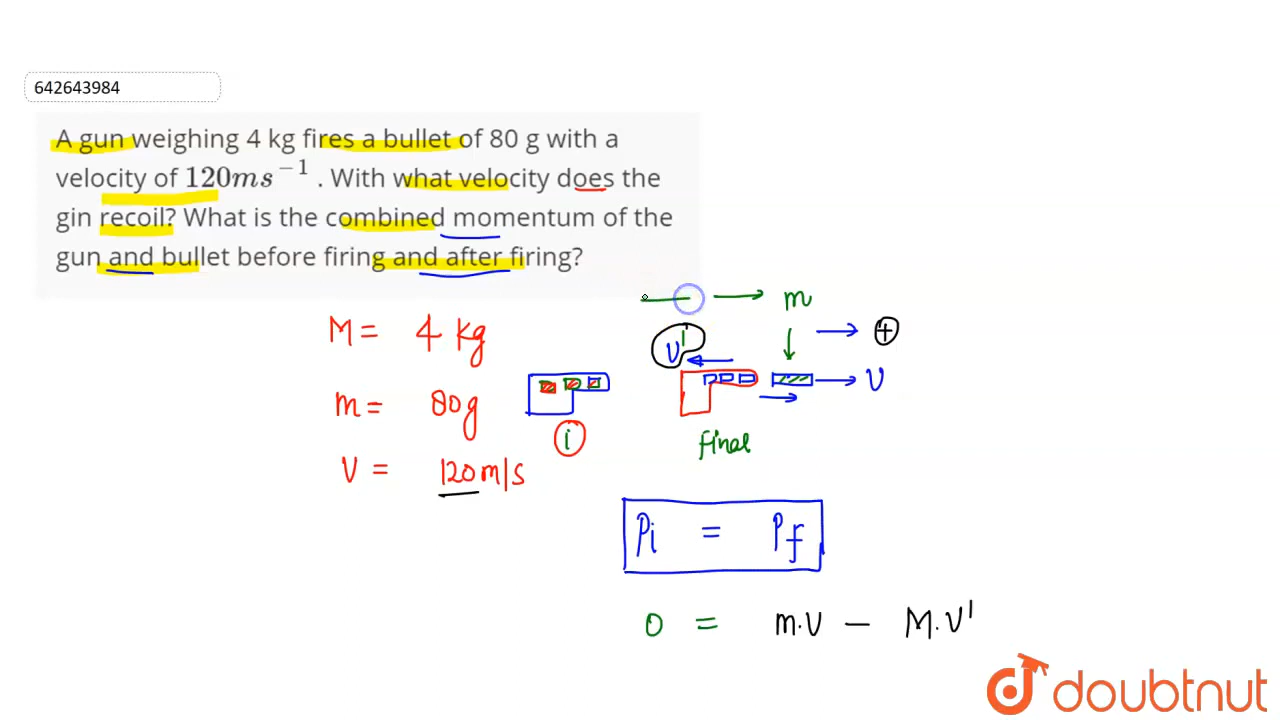 642643984
A gun weighing 4 kg fires a bullet of 80 g with a
velocity of 120ms⁻¹ . With what velocity does the
gin recoil? What is the combined momentum of the
gun and bullet before firing and after firing?
m
M = 4 kg
V'
+
V
m = 80g
i
final
V = 120 m/s
Pi = Pf
0 = m.v - M.V'
doubtnut